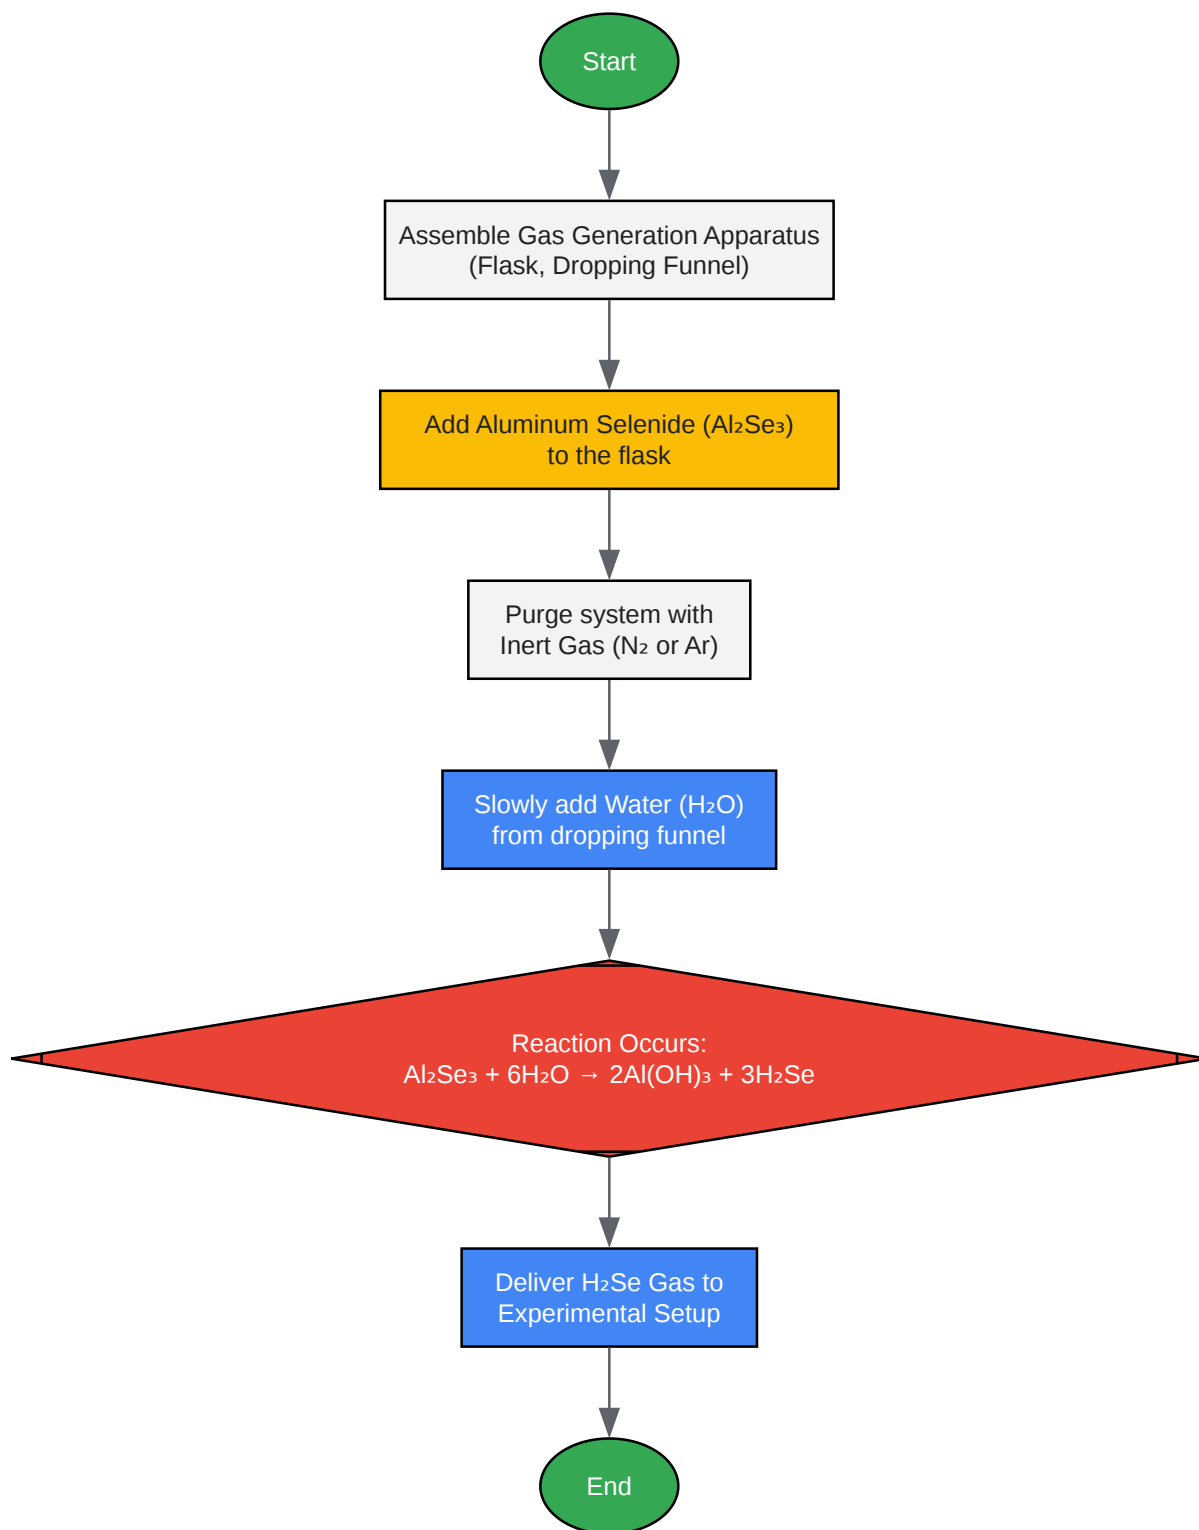 Start
Assemble Gas Generation Apparatus
(Flask, Dropping Funnel)
Add Aluminum Selenide (Al₂Se₃)
to the flask
Purge system with
Inert Gas (N₂ or Ar)
Slowly add Water (H₂O)
from dropping funnel
Reaction Occurs:
Al₂Se₃ + 6H₂O → 2Al(OH)₃ + 3H₂Se
Deliver H₂Se Gas to
Experimental Setup
End